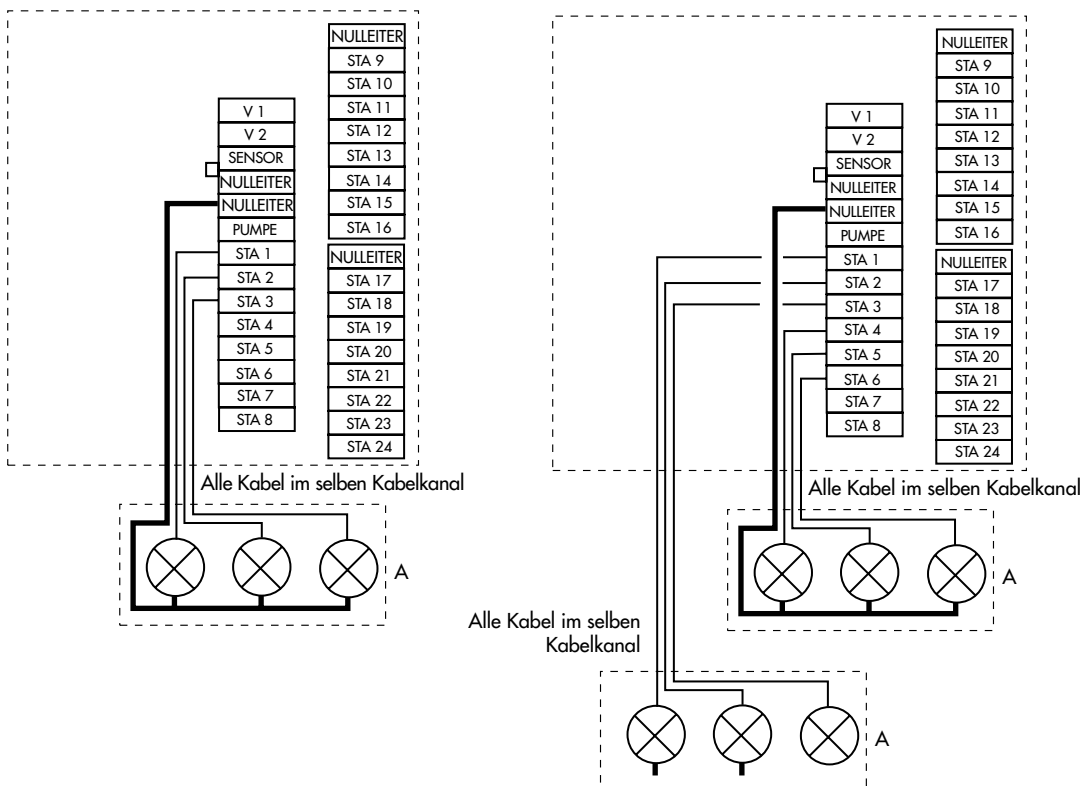 NULLEITER
STA 9
STA 10
STA 11
STA 12
STA 13
STA 14
STA 15
STA 16
NULLEITER
STA 17
STA 18
STA 19
STA 20
STA 21
STA 22
STA 23
STA 24
V 1
V 2
SENSOR
NULLEITER
NULLEITER
PUMPE
STA 1
STA 2
STA 3
STA 4
STA 5
STA 6
STA 7
STA 8
Alle Kabel im selben Kabelkanal
A
NULLEITER
STA 9
STA 10
STA 11
STA 12
STA 13
STA 14
STA 15
STA 16
NULLEITER
STA 17
STA 18
STA 19
STA 20
STA 21
STA 22
STA 23
STA 24
V 1
V 2
SENSOR
NULLEITER
NULLEITER
PUMPE
STA 1
STA 2
STA 3
STA 4
STA 5
STA 6
STA 7
STA 8
Alle Kabel im selben Kabelkanal
A
Alle Kabel im selben
Kabelkanal
A